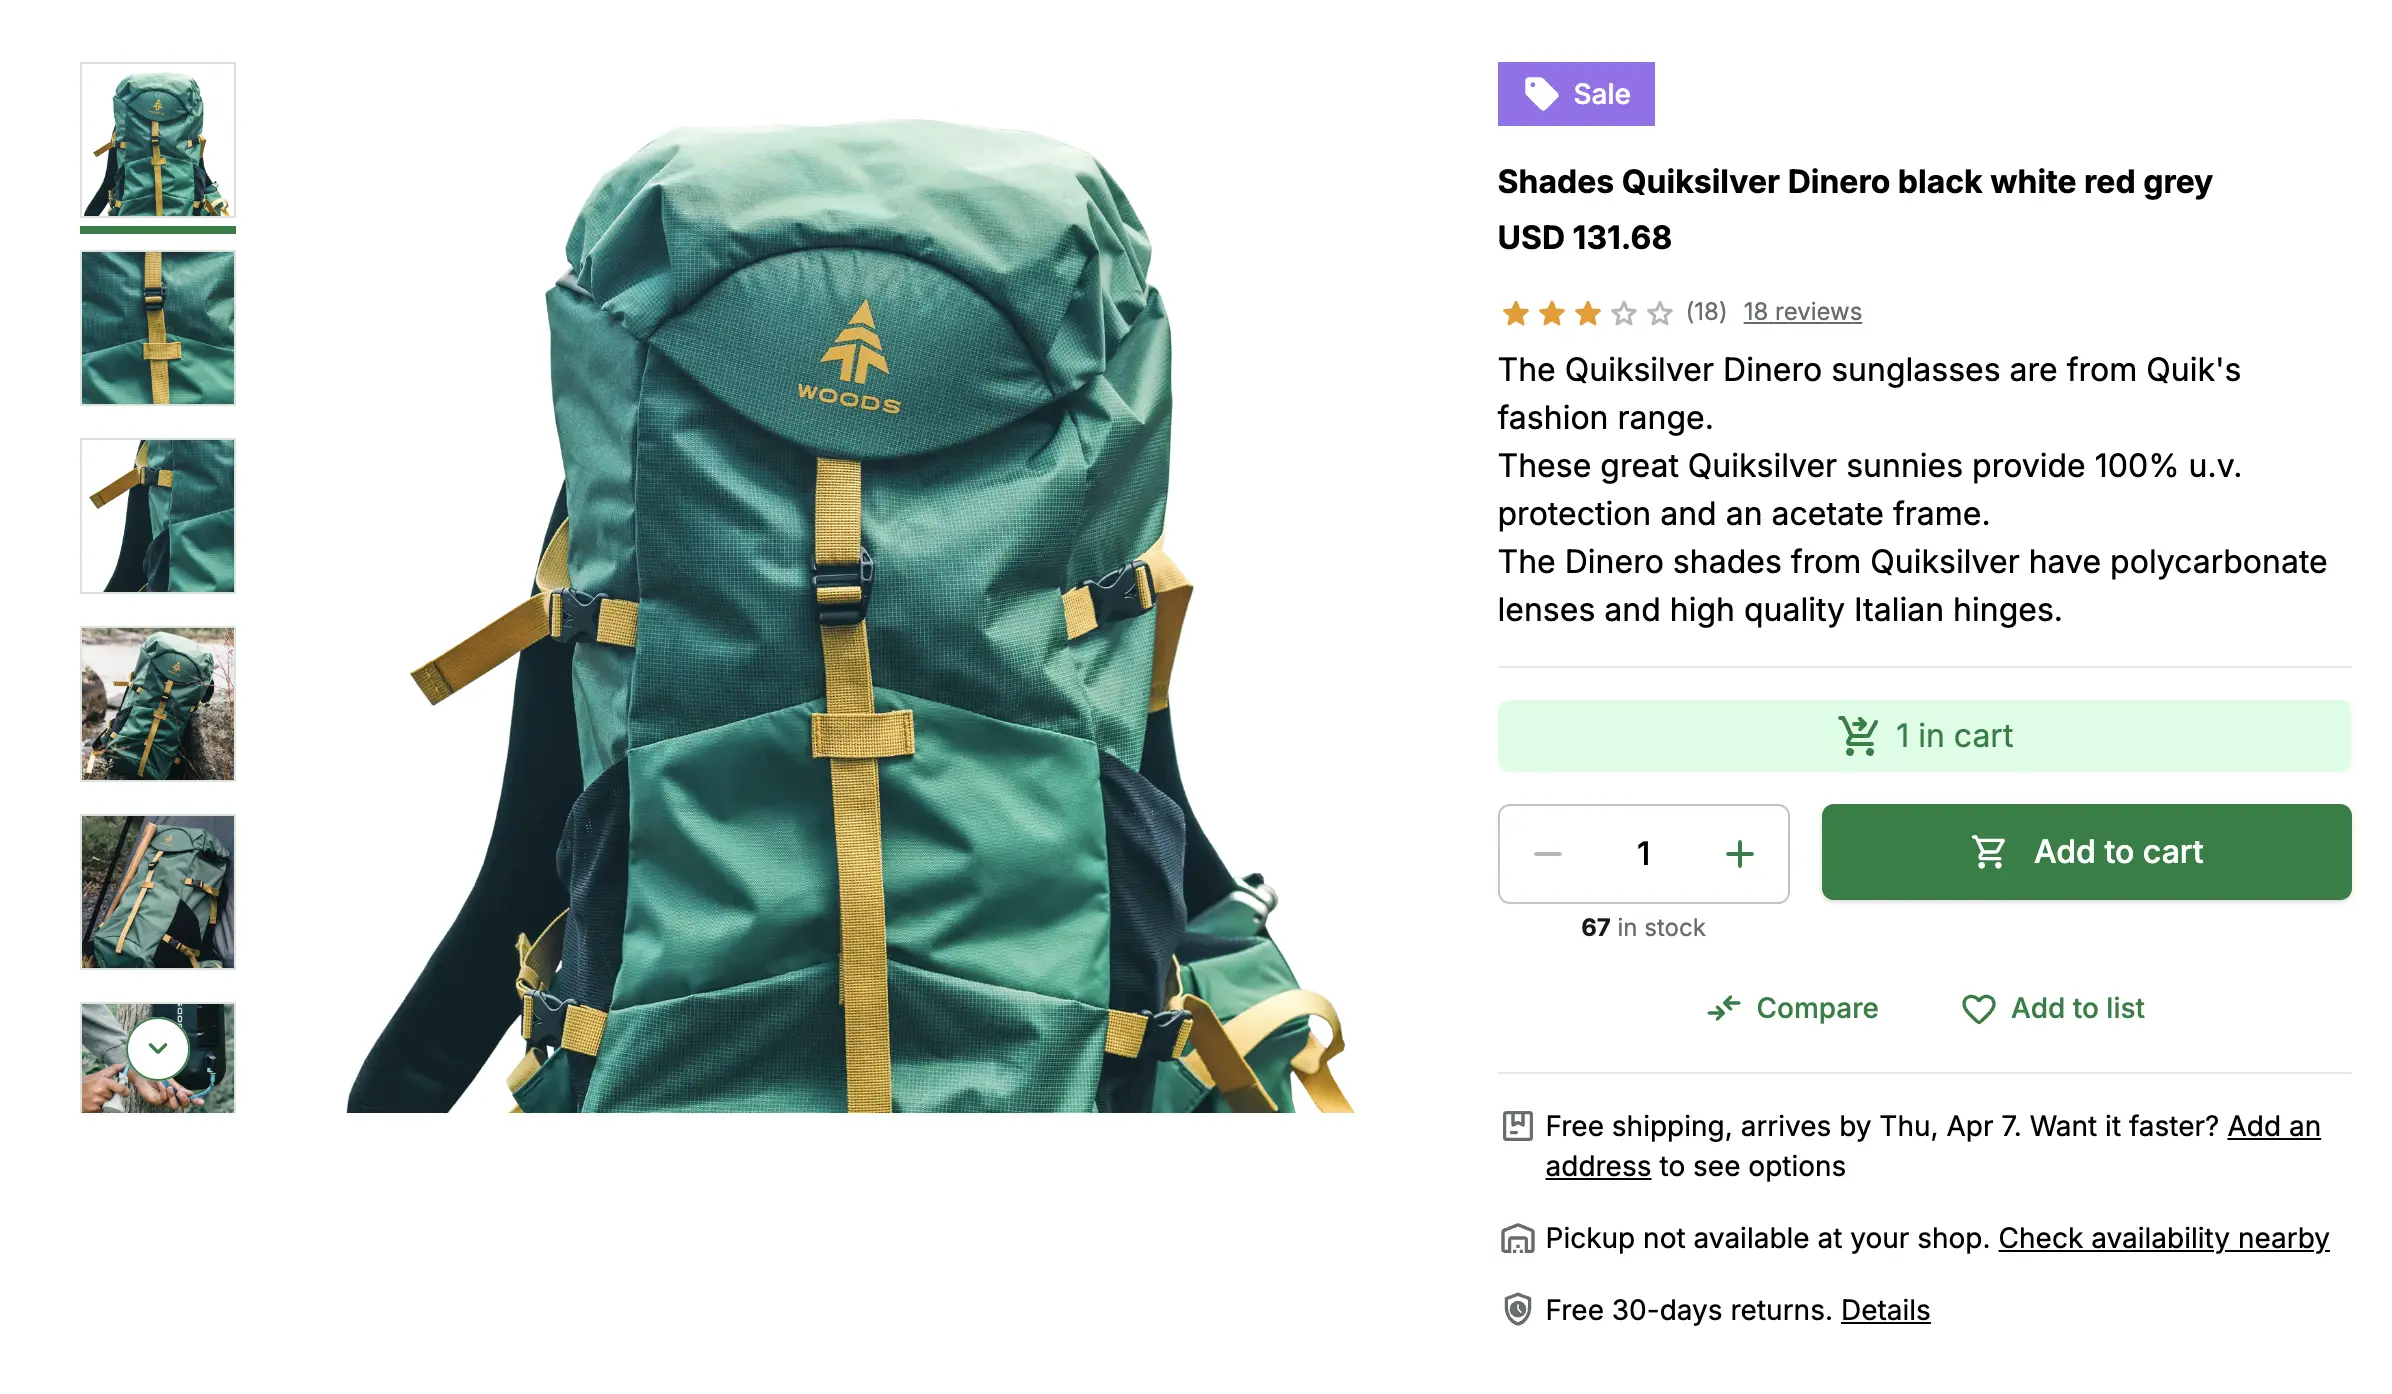 WOODS
Sale
Shades Quiksilver Dinero black white red grey
USD 131.68
(18) 18 reviews
The Quiksilver Dinero sunglasses are from Quik's
fashion range.
These great Quiksilver sunnies provide 100% u.v.
protection and an acetate frame.
The Dinero shades from Quiksilver have polycarbonate
lenses and high quality Italian hinges.
1 in cart
1
Add to cart
67 in stock
Compare
Add to list
Free shipping, arrives by Thu, Apr 7. Want it faster? Add an
address to see options
Pickup not available at your shop. Check availability nearby
Free 30-days returns. Details